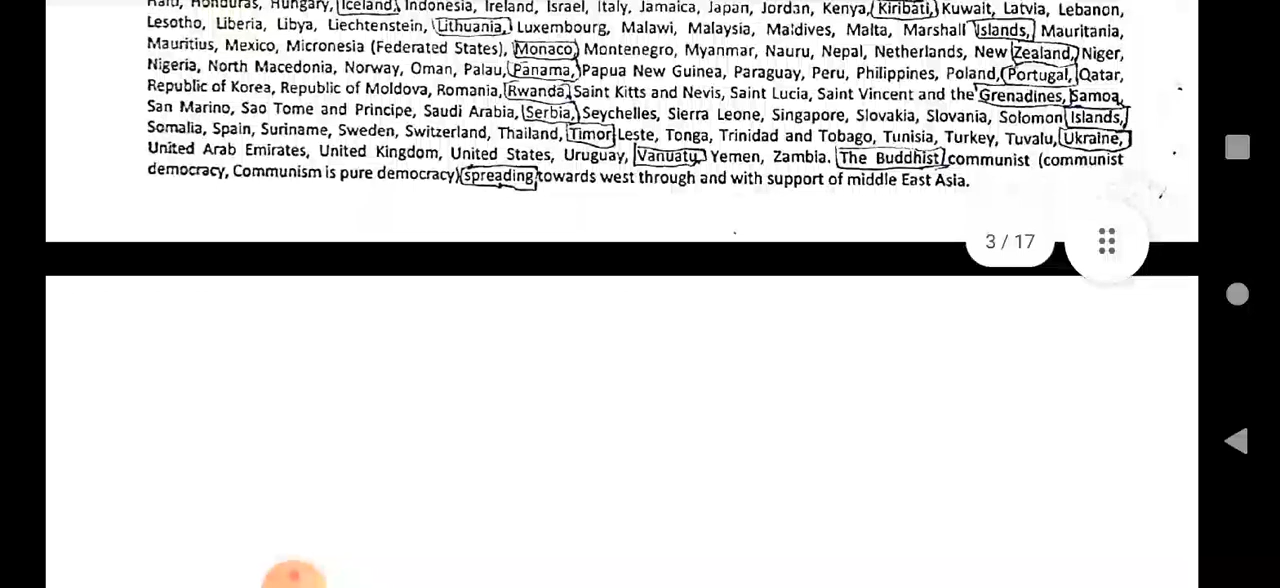 Haiti, Honduras, Hungary, Iceland, Indonesia, Ireland, Israel, Italy, Jamaica, Japan, Jordan, Kenya, Kiribati, Kuwait, Latvia, Lebanon,
Lesotho, Liberia, Libya, Liechtenstein, Lithuania, Luxembourg, Malawi, Malaysia, Maldives, Malta, Marshall Islands, Mauritania,
Mauritius, Mexico, Micronesia (Federated States), Monaco, Montenegro, Myanmar, Nauru, Nepal, Netherlands, New Zealand, Niger,
Nigeria, North Macedonia, Norway, Oman, Palau, Panama, Papua New Guinea, Paraguay, Peru, Philippines, Poland, Portugal, Qatar,
Republic of Korea, Republic of Moldova, Romania, Rwanda, Saint Kitts and Nevis, Saint Lucia, Saint Vincent and the Grenadines, Samoa,
San Marino, Sao Tome and Principe, Saudi Arabia, Serbia, Seychelles, Sierra Leone, Singapore, Slovakia, Slovania, Solomon Islands,
Somalia, Spain, Suriname, Sweden, Switzerland, Thailand, Timor Leste, Tonga, Trinidad and Tobago, Tunisia, Turkey, Tuvalu, Ukraine,
United Arab Emirates, United Kingdom, United States, Uruguay, Vanuatu, Yemen, Zambia. The Buddhist communist (communist
democracy, Communism is pure democracy) spreading towards west through and with support of middle East Asia.
3 / 17